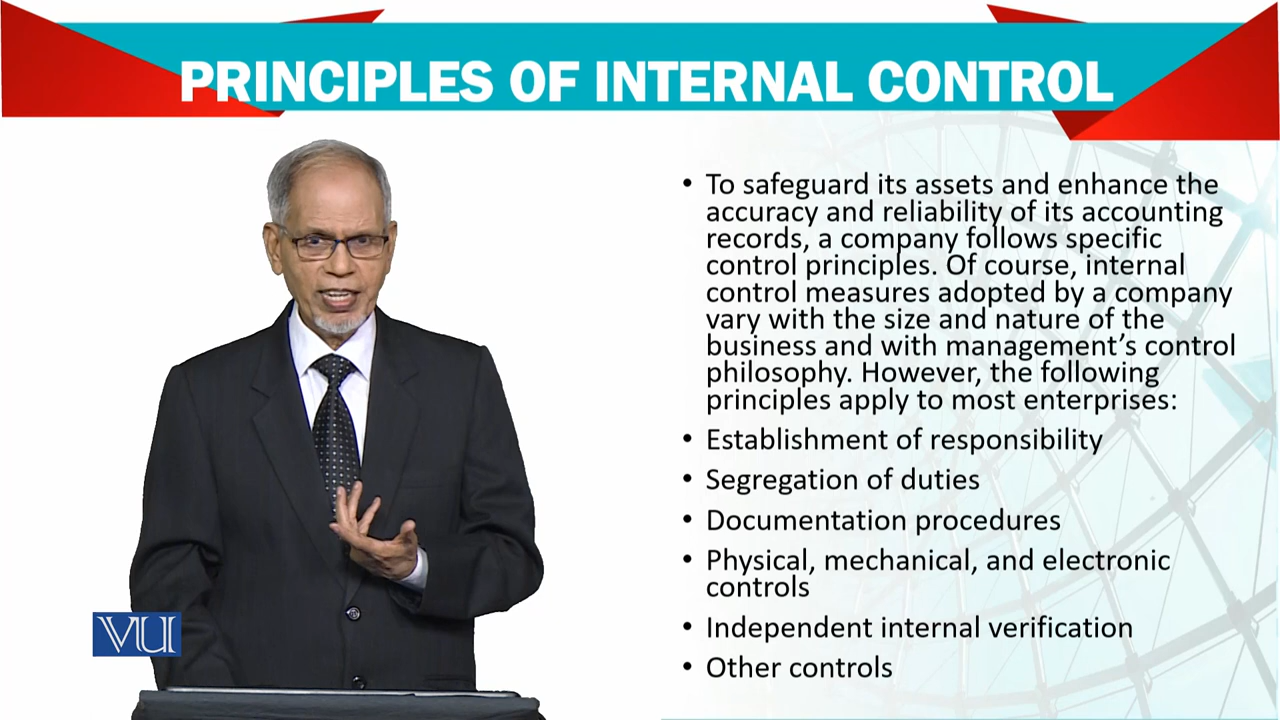 PRINCIPLES OF INTERNAL CONTROL
• To safeguard its assets and enhance the
accuracy and reliability of its accounting
records, a company follows specific
control principles. Of course, internal
control measures adopted by a company
vary with the size and nature of the
business and with management’s control
philosophy. However, the following
principles apply to most enterprises:
• Establishment of responsibility
• Segregation of duties
• Documentation procedures
• Physical, mechanical, and electronic
controls
• Independent internal verification
• Other controls
VU